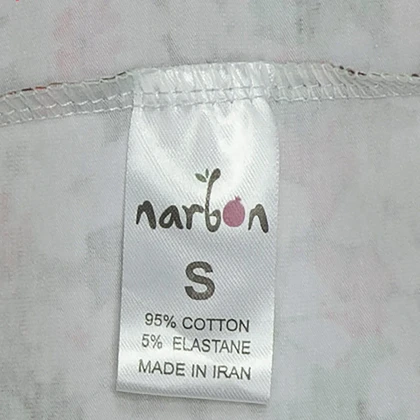 narbon
S
95% COTTON
5% ELASTANE
MADE IN IRAN